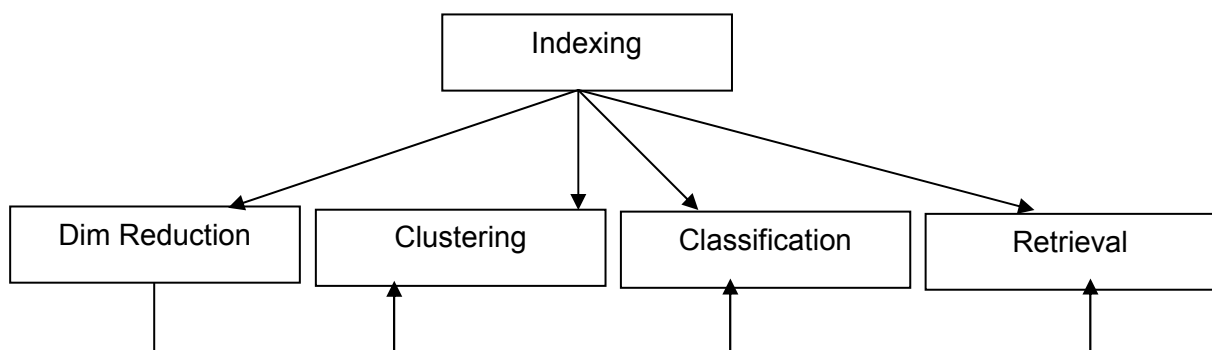 Indexing
Dim Reduction
Clustering
Classification
Retrieval